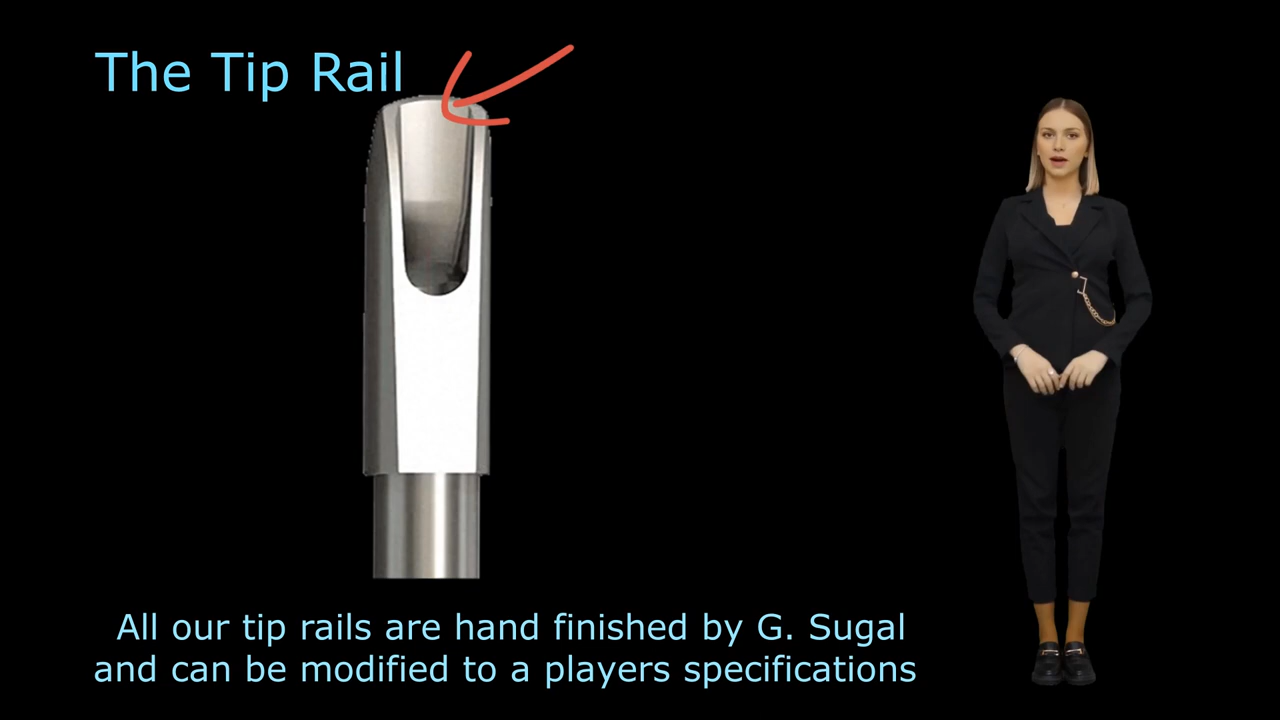 The Tip Rail
All our tip rails are hand finished by G. Sugal
and can be modified to a players specifications